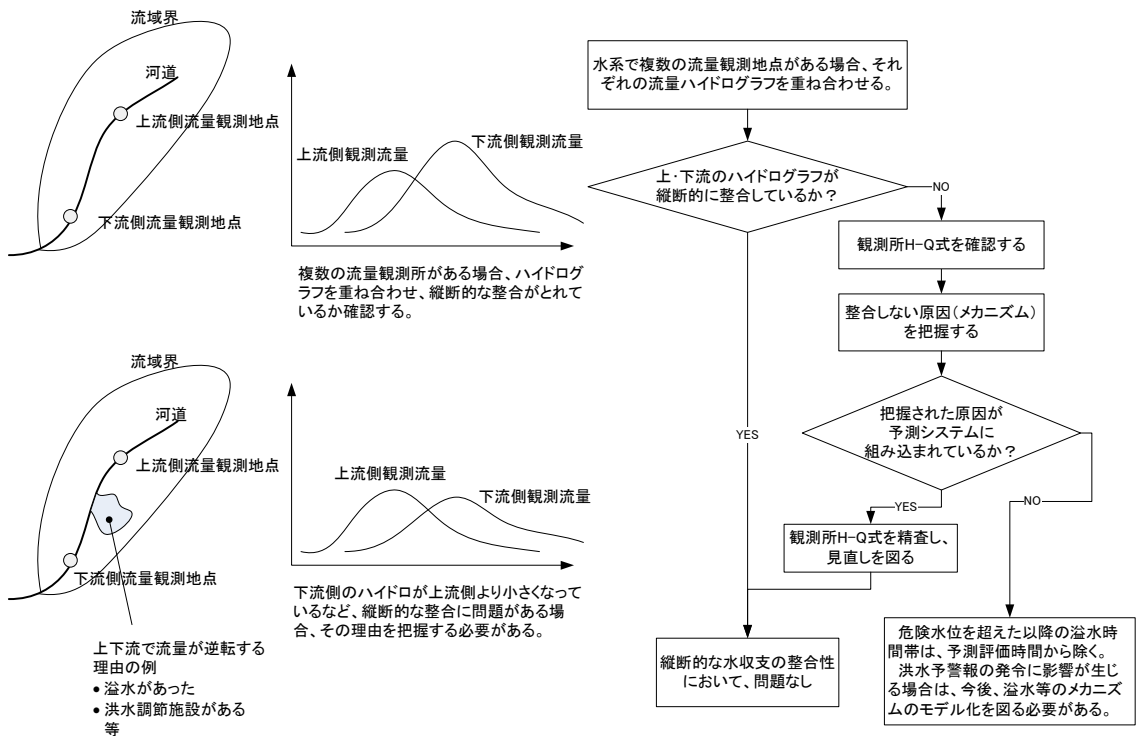 流域界
河道
上流側流量観測地点
下流側流量観測地点
上流側観測流量
下流側観測流量
複数の流量観測所がある場合、ハイドログ
ラフを重ね合わせ、縦断的な整合がとれて
いるか確認する。
流域界
河道
上流側流量観測地点
下流側流量観測地点
上下流で流量が逆転する
理由の例
• 溢水があった
• 洪水調節施設がある
等
上流側観測流量
下流側観測流量
下流側のハイドロが上流側より小さくなって
いるなど、縦断的な整合に問題がある場
合、その理由を把握する必要がある。
水系で複数の流量観測地点がある場合、それ
ぞれの流量ハイドログラフを重ね合わせる。
上・下流のハイドログラフが
縦断的に整合しているか?
NO
観測所H-Q式を確認する
整合しない原因(メカニズム)
を把握する
把握された原因が
予測システムに
組み込まれているか?
YES
YES
NO
観測所H-Q式を精査し、
見直しを図る
縦断的な水収支の整合性
において、問題なし
危険水位を超えた以降の溢水時
間帯は、予測評価時間から除く。
洪水予警報の発令に影響が生じ
る場合は、今後、溢水等のメカニズ
ムのモデル化を図る必要がある。